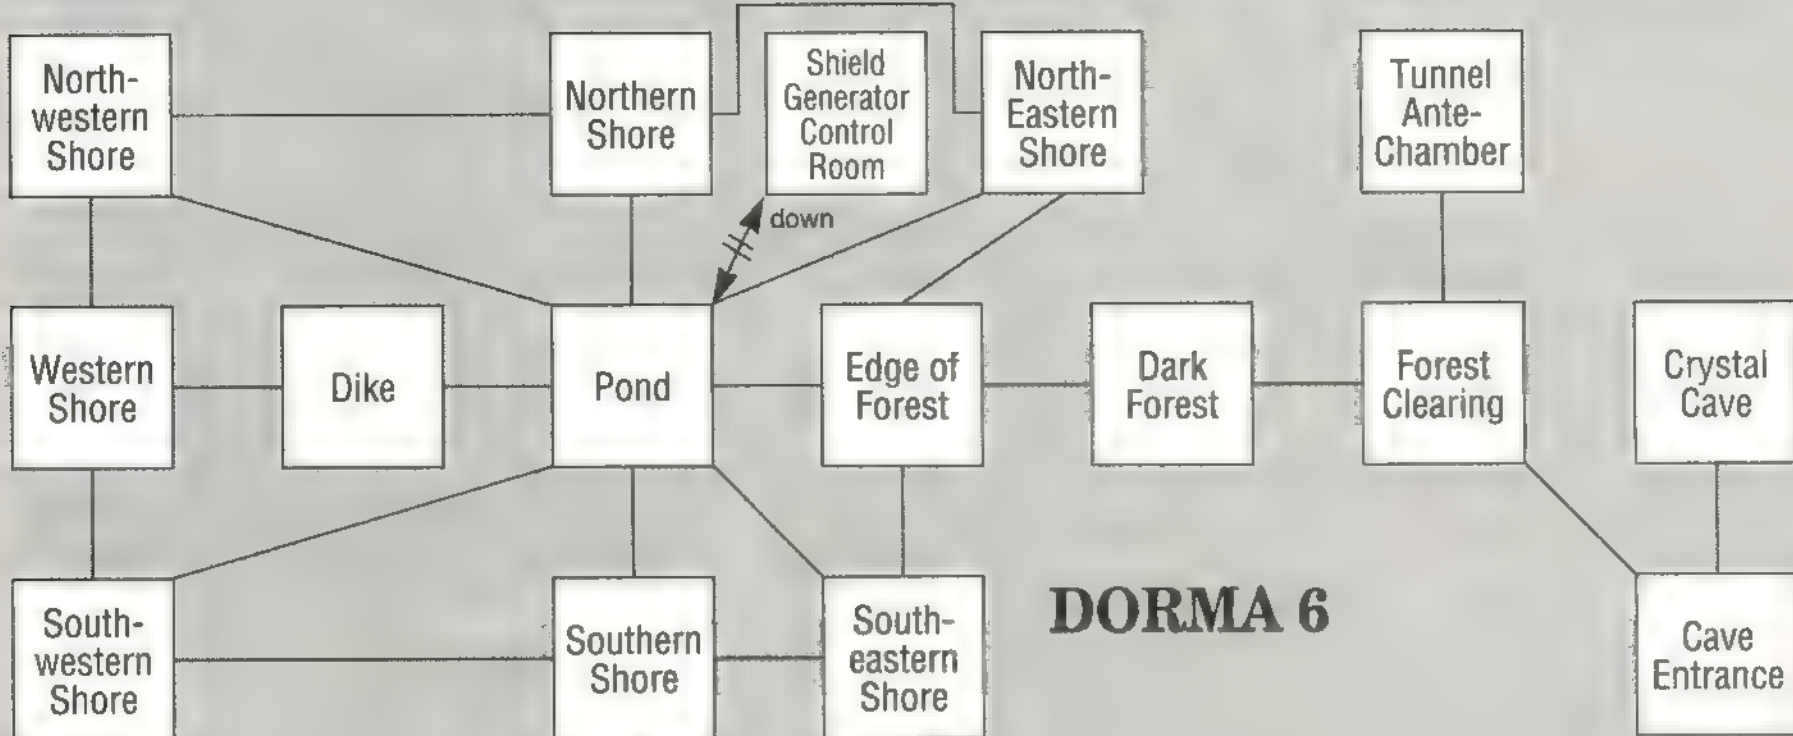 North-
western
Shore
Northern
Shore
Shield
Generator
Control
Room
North-
Eastern
Shore
Tunnel
Ante-
Chamber
down
Western
Shore
Dike
Pond
Edge of
Forest
Dark
Forest
Forest
Clearing
Crystal
Cave
South-
western
Shore
Southern
Shore
South-
eastern
Shore
DORMA 6
Cave
Entrance